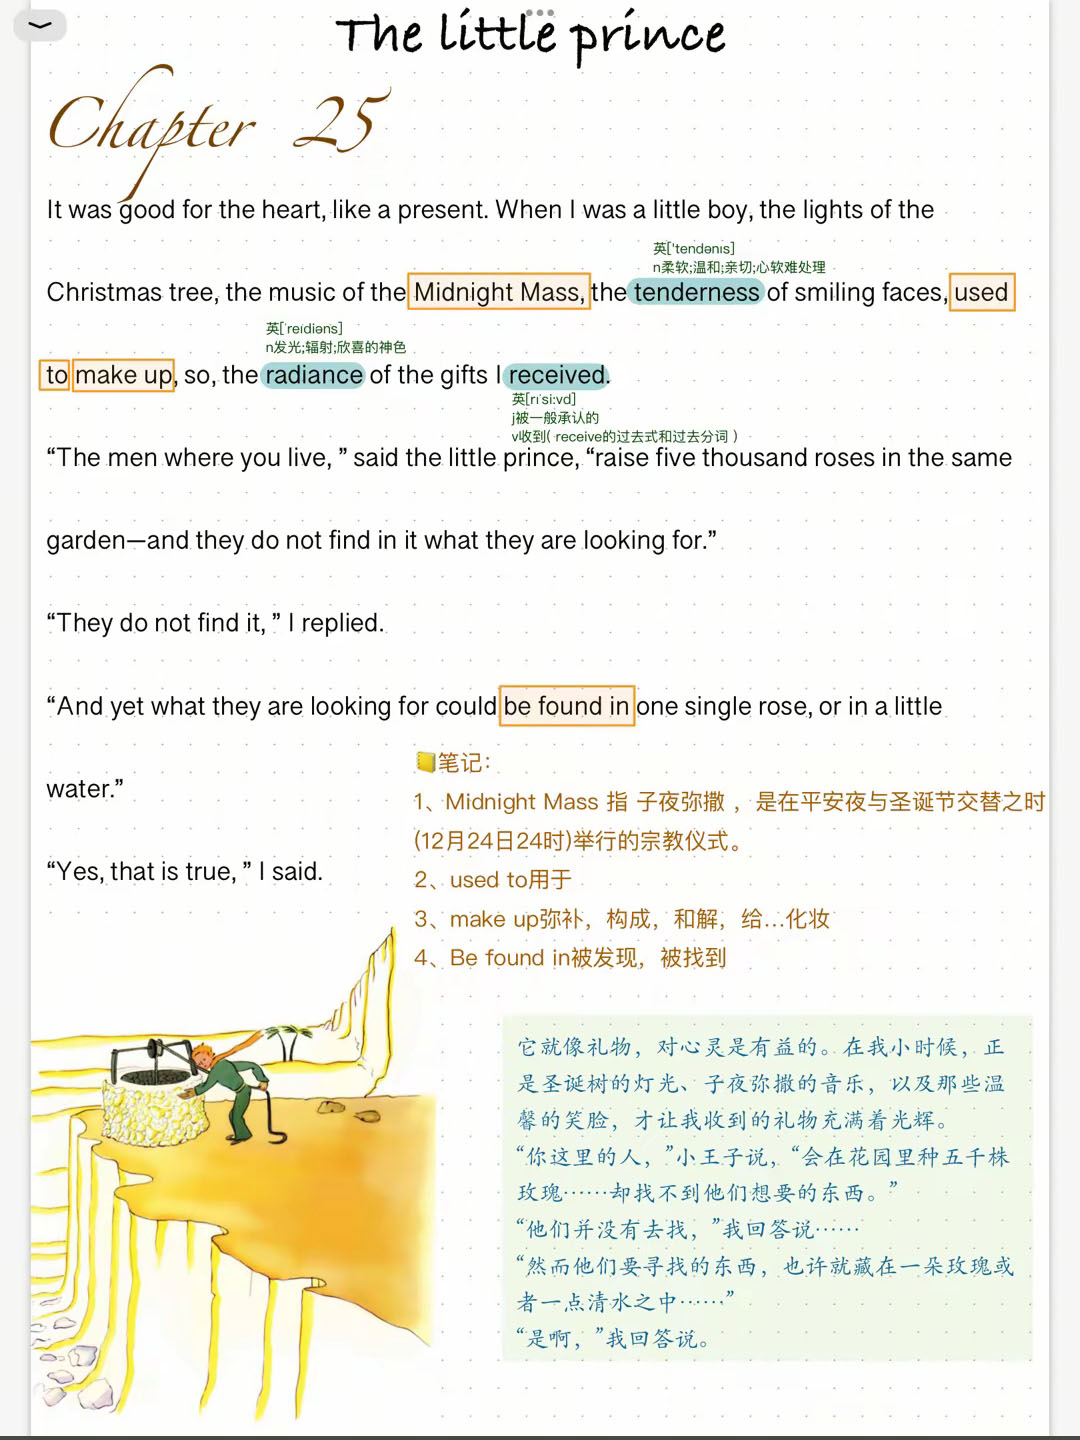 The little prince
Chapter 25
It was good for the heart, like a present. When I was a little boy, the lights of the
英['tendənıs]
n柔软;温和;亲切;心软难处理
Christmas tree, the music of the Midnight Mass, the tenderness of smiling faces, used
英['reıdiəns]
n发光;辐射;欣喜的神色
to make up, so, the radiance of the gifts I received.
英[rı'si:vd]
j被一般承认的
v收到( receive的过去式和过去分词 )
“The men where you live, ” said the little prince, “raise five thousand roses in the same
garden—and they do not find in it what they are looking for.”
“They do not find it, ” I replied.
“And yet what they are looking for could be found in one single rose, or in a little
water.”
“Yes, that is true, ” I said.
笔记：
1、Midnight Mass 指 子夜弥撒 ，是在平安夜与圣诞节交替之时
(12月24日24时)举行的宗教仪式。
2、used to用于
3、make up弥补，构成，和解，给...化妆
4、Be found in被发现，被找到
它就像礼物，对心灵是有益的。在我小时候，正
是圣诞树的灯光、子夜弥撒的音乐，以及那些温
馨的笑脸，才让我收到的礼物充满着光辉。
“你这里的人，”小王子说，“会在花园里种五千株
玫瑰······却找不到他们想要的东西。”
“他们并没有去找，”我回答说······
“然而他们要寻找的东西，也许就藏在一朵玫瑰或
者一点清水之中······”
“是啊，”我回答说。